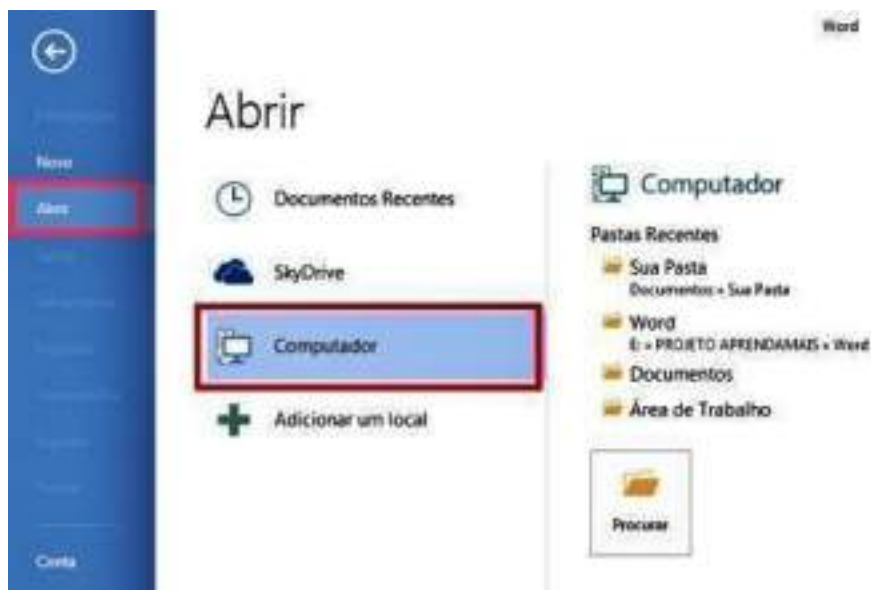 Word
Abrir
Novo
Abrir
Conta
Documentos Recentes
SkyDrive
Computador
Adicionar um local
Computador
Pastas Recentes
Sua Pasta
Documentos » Sua Pasta
Word
E: » PROJETO APRENDAMAIS » Word
Documentos
Área de Trabalho
Procurar